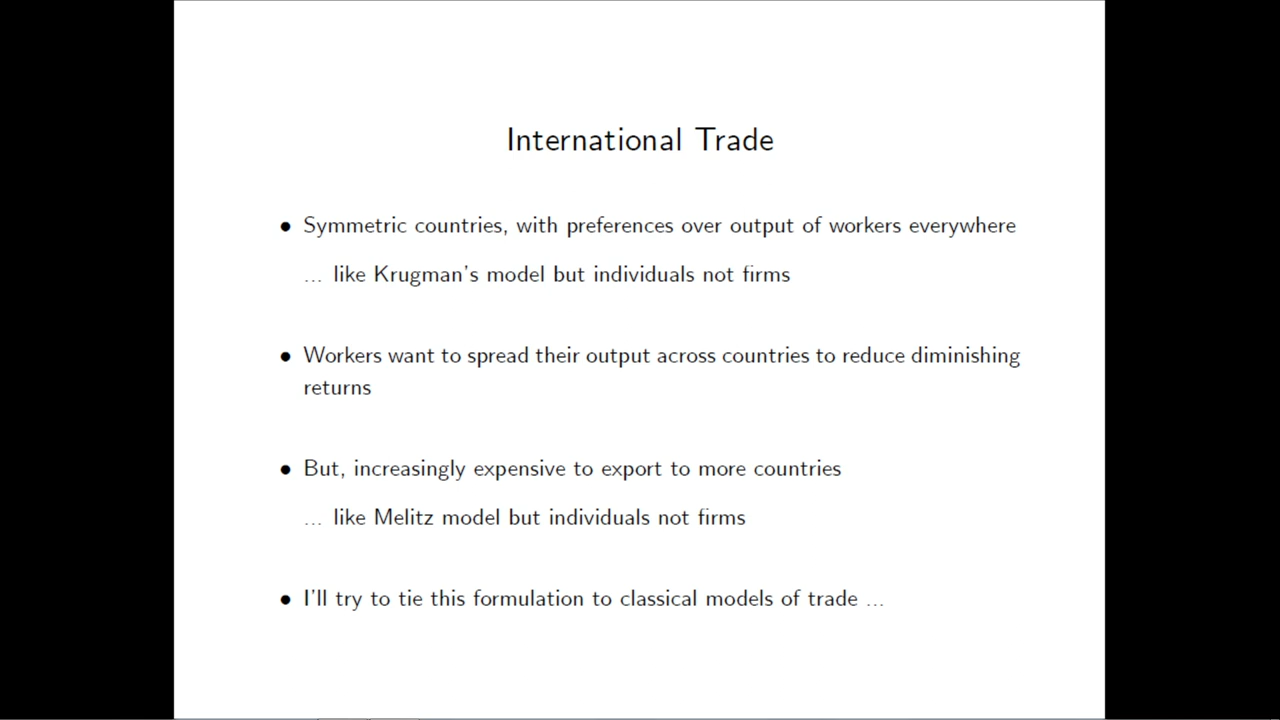 International Trade
• Symmetric countries, with preferences over output of workers everywhere
... like Krugman's model but individuals not firms
• Workers want to spread their output across countries to reduce diminishing
returns
• But, increasingly expensive to export to more countries
... like Melitz model but individuals not firms
• I'll try to tie this formulation to classical models of trade ...